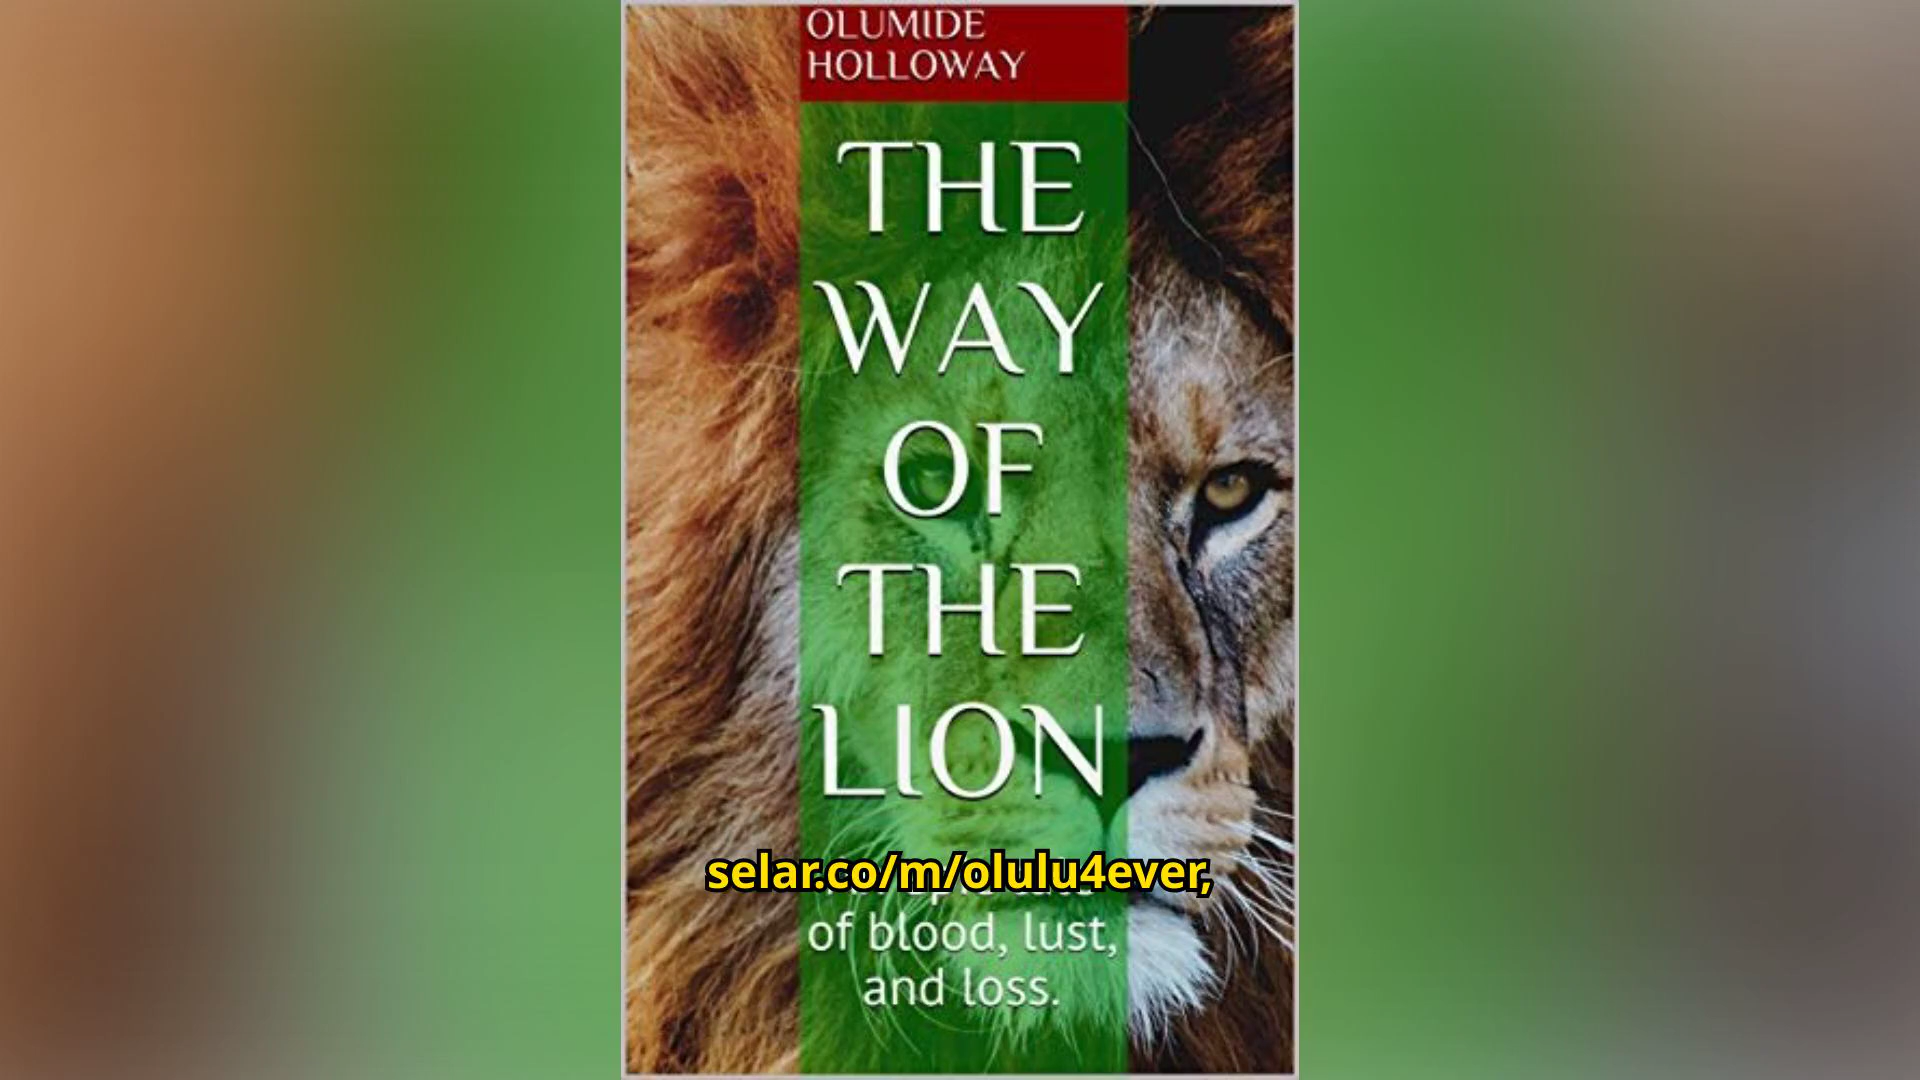 OLUMIDE
HOLLOWAY
THE
WAY
OF
THE
LION
selar.co/m/olulu4ever,
of blood, lust,
and loss.